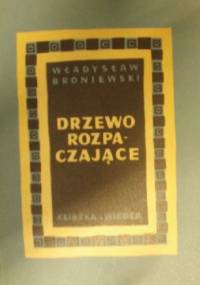 WŁADYSŁAW
BRONIEWSKI
DRZEWO
ROZPA-
CZAJĄCE
KSIĄŻKA i WIEDZA